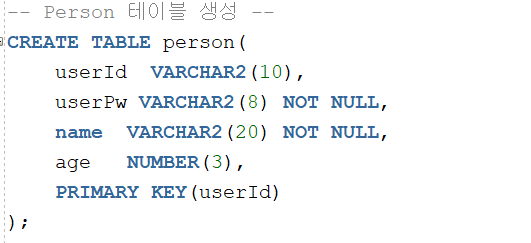 -- Person 테이블 생성 --
CREATE TABLE person(
    userId  VARCHAR2(10),
    userPw VARCHAR2(8) NOT NULL,
    name  VARCHAR2(20) NOT NULL,
    age   NUMBER(3),
    PRIMARY KEY(userId)
);